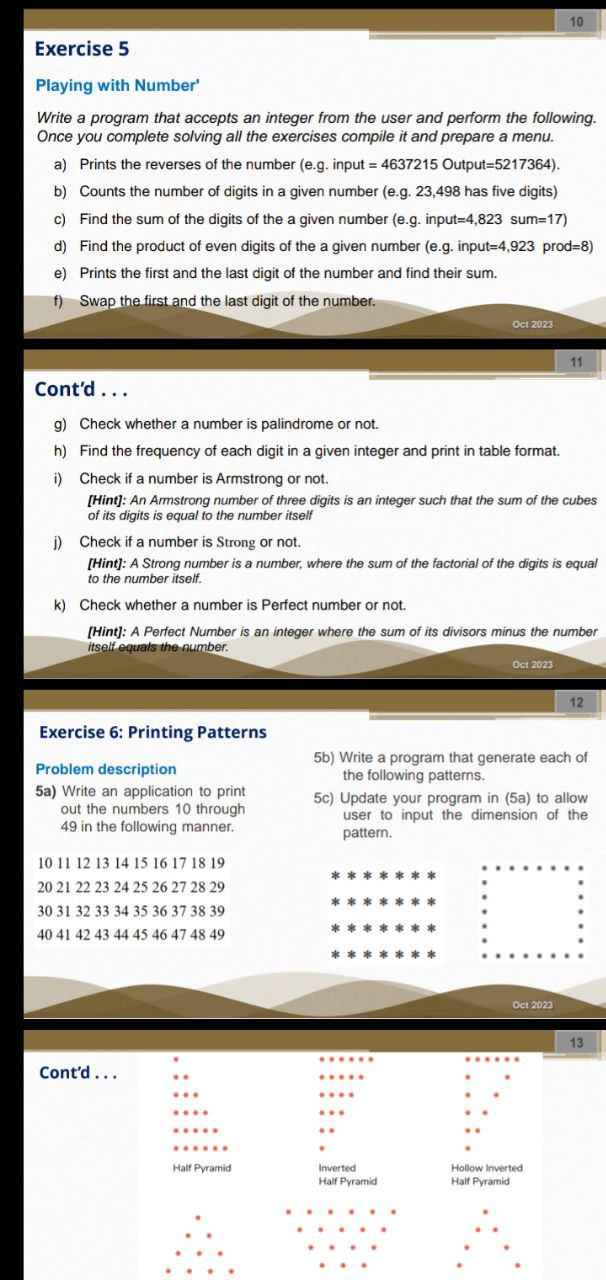 10
Exercise 5
Playing with Number'
Write a program that accepts an integer from the user and perform the following.
Once you complete solving all the exercises compile it and prepare a menu.
a) Prints the reverses of the number (e.g. input = 4637215 Output=5217364).
b) Counts the number of digits in a given number (e.g. 23,498 has five digits)
c) Find the sum of the digits of the a given number (e.g. input=4,823 sum=17)
d) Find the product of even digits of the a given number (e.g. input=4,923 prod=8)
e) Prints the first and the last digit of the number and find their sum.
f) Swap the first and the last digit of the number.
Oct 2023
11
Cont'd . . .
g) Check whether a number is palindrome or not.
h) Find the frequency of each digit in a given integer and print in table format.
i) Check if a number is Armstrong or not.
[Hint]: An Armstrong number of three digits is an integer such that the sum of the cubes
of its digits is equal to the number itself
j) Check if a number is Strong or not.
[Hint]: A Strong number is a number, where the sum of the factorial of the digits is equal
to the number itself.
k) Check whether a number is Perfect number or not.
[Hint]: A Perfect Number is an integer where the sum of its divisors minus the number
itself equals the number.
Oct 2023
12
Exercise 6: Printing Patterns
Problem description
5a) Write an application to print
out the numbers 10 through
49 in the following manner.
10 11 12 13 14 15 16 17 18 19
20 21 22 23 24 25 26 27 28 29
30 31 32 33 34 35 36 37 38 39
40 41 42 43 44 45 46 47 48 49
5b) Write a program that generate each of
the following patterns.
5c) Update your program in (5a) to allow
user to input the dimension of the
pattern.
* * * * * * *
* * * * * * *
* * * * * * *
* * * * * * *
Oct 2023
13
Cont'd . . .
Half Pyramid
Inverted
Half Pyramid
Hollow Inverted
Half Pyramid